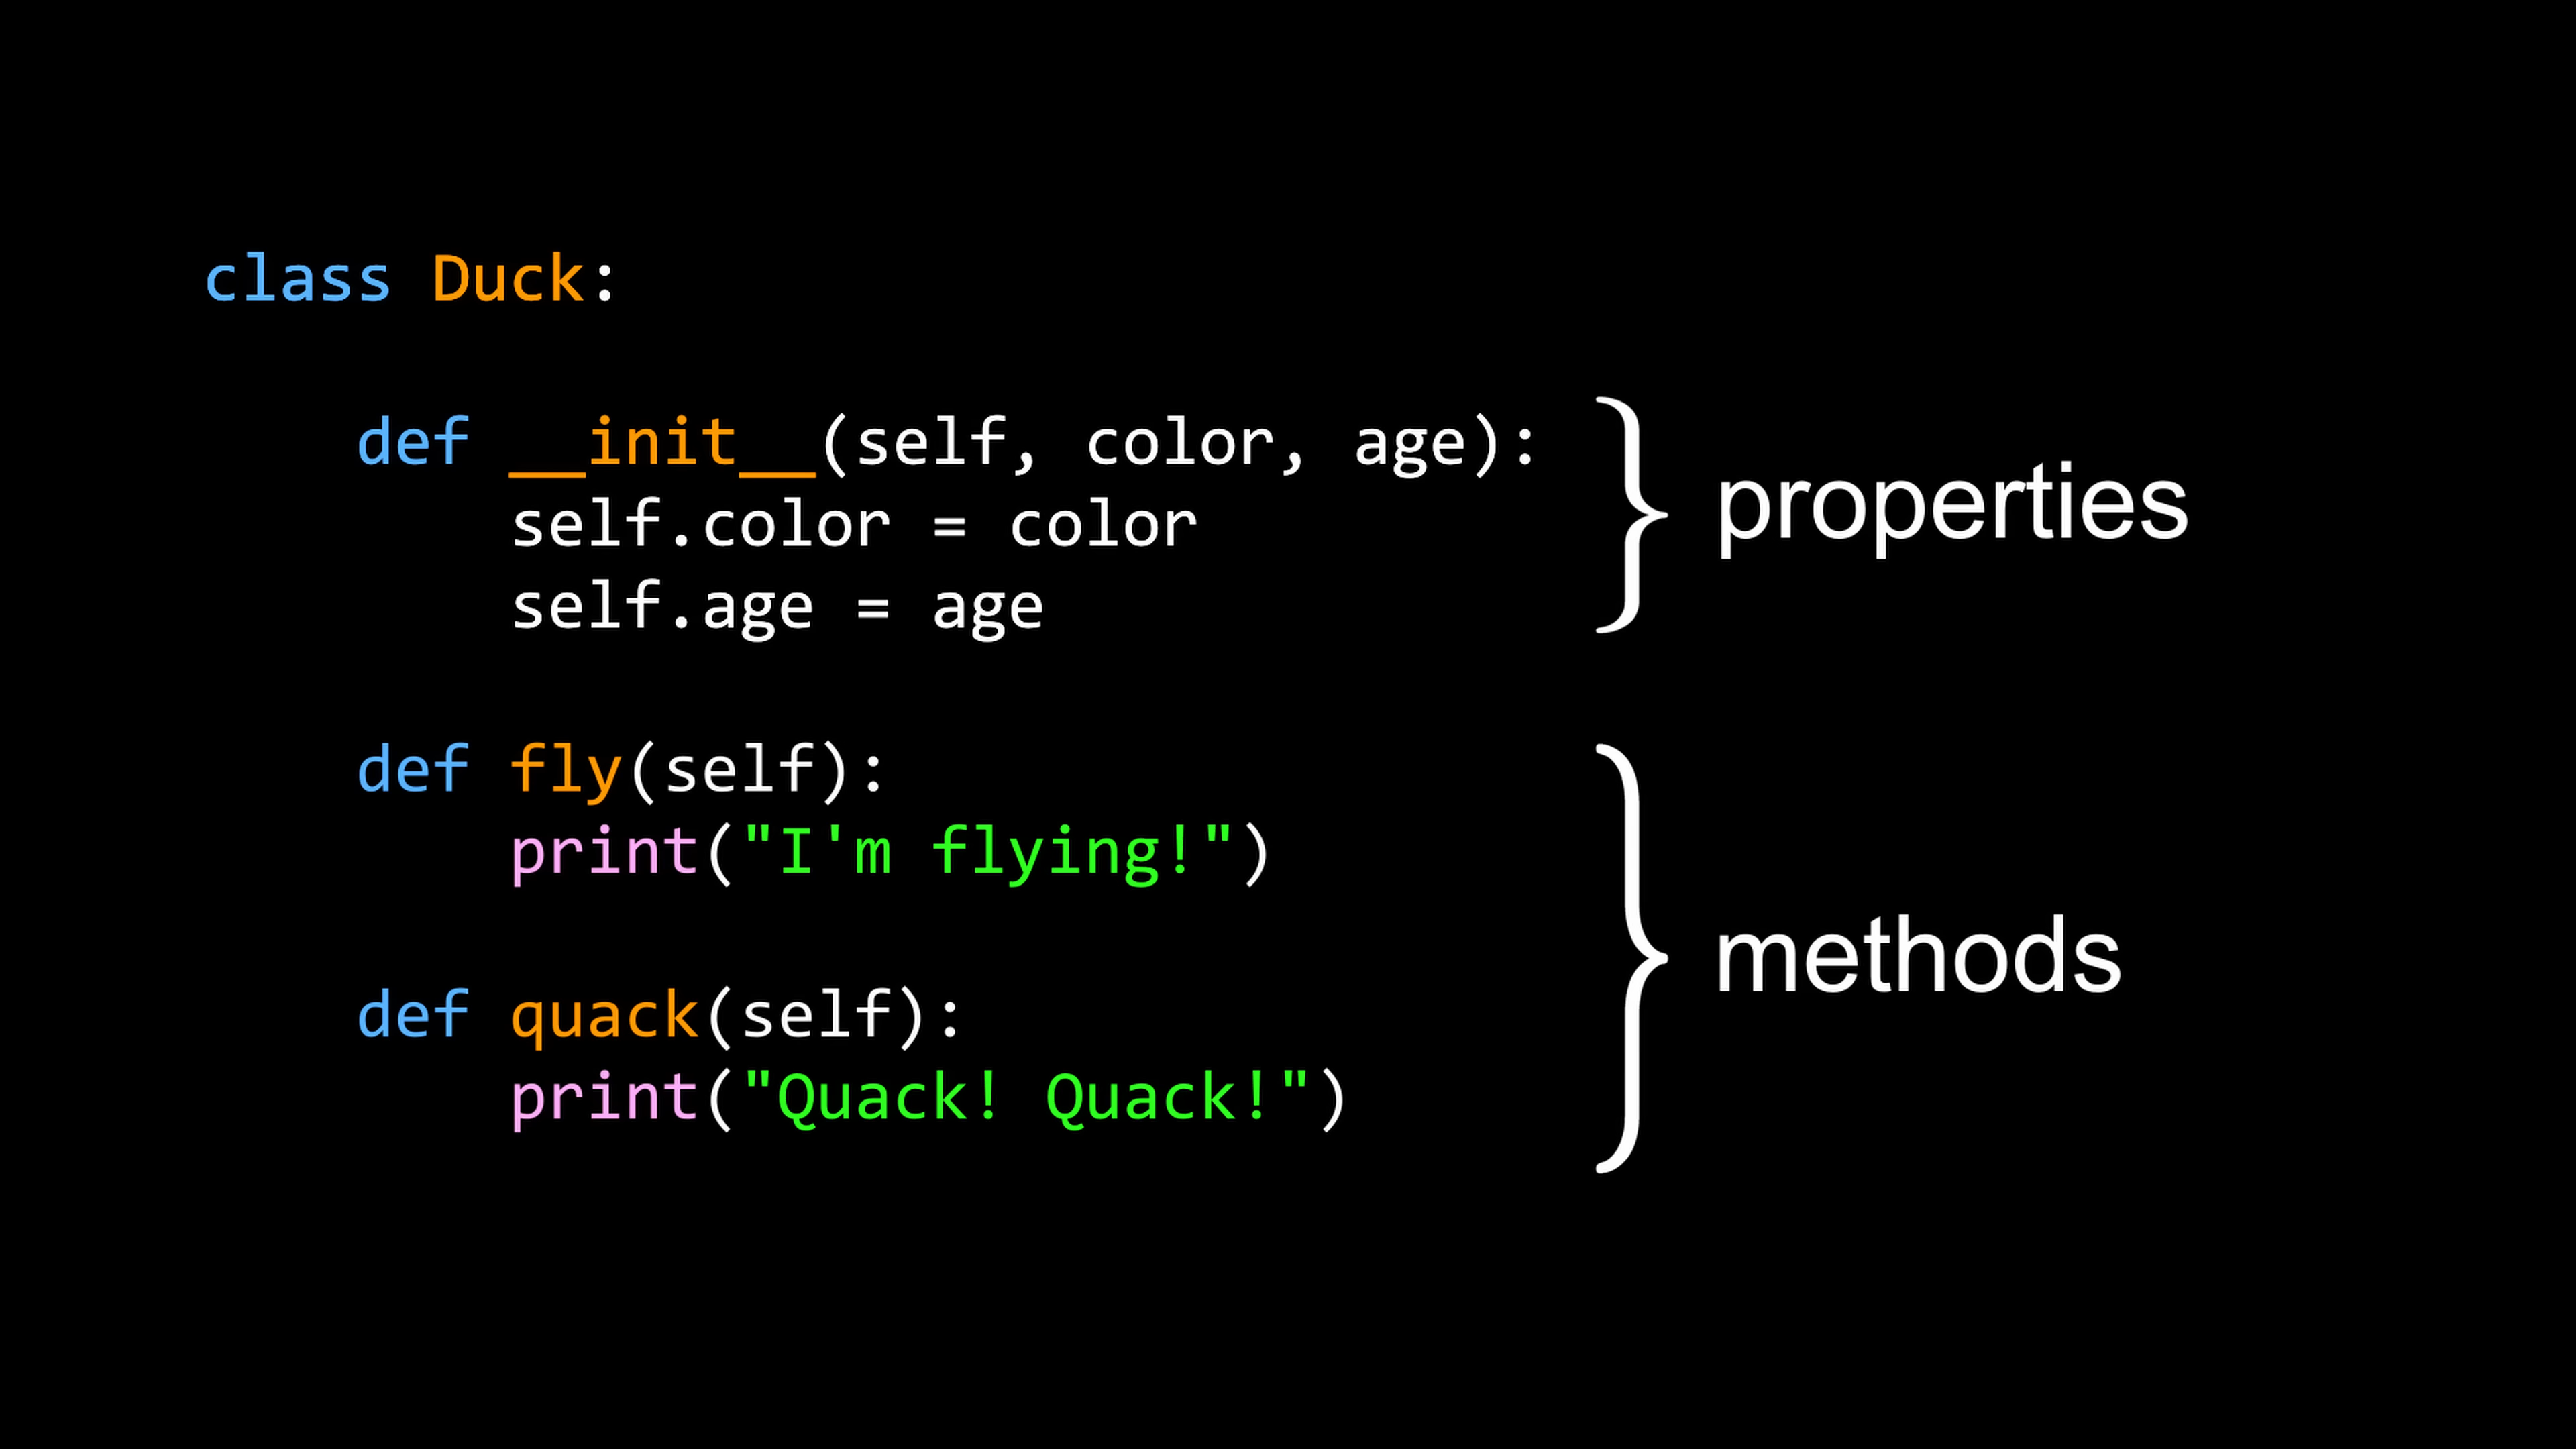 class Duck:
def __init__(self, color, age):
self.color = color
self.age = age
properties
def fly(self):
print("I'm flying!")
def quack(self):
print("Quack! Quack!")
methods